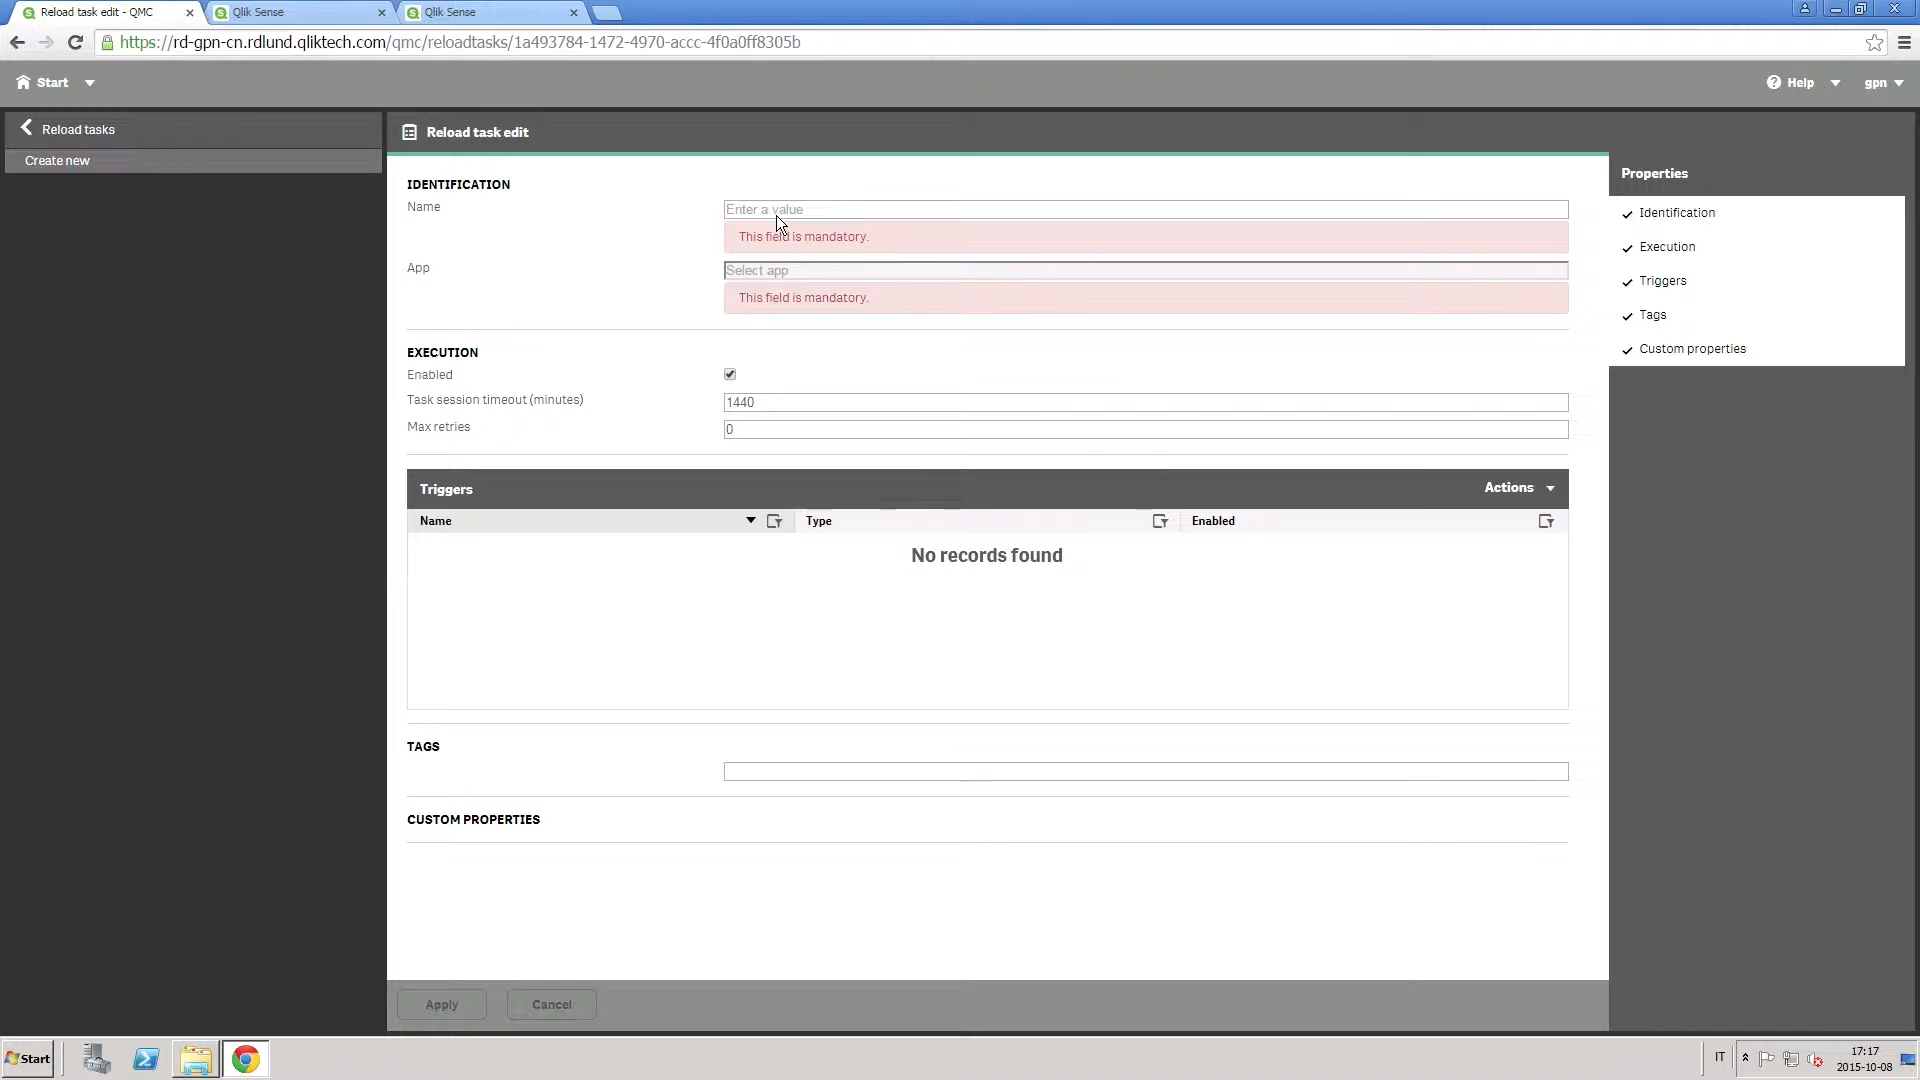 Reload task edit - QMC
Qlik Sense
Qlik Sense
https://rd-gpn-cn.rdlund.qliktech.com/qmc/reloadtasks/1a493784-1472-4970-accc-4f0a0ff8305b
Start
Help
gpn
Reload tasks
Create new
Reload task edit
IDENTIFICATION
Name
Enter a value
This field is mandatory.
App
Select app
This field is mandatory.
EXECUTION
Enabled
Task session timeout (minutes)
1440
Max retries
0
Triggers
Actions
Name
Type
Enabled
No records found
TAGS
CUSTOM PROPERTIES
Apply
Cancel
Properties
Identification
Execution
Triggers
Tags
Custom properties
Start
IT
17:17
2015-10-08